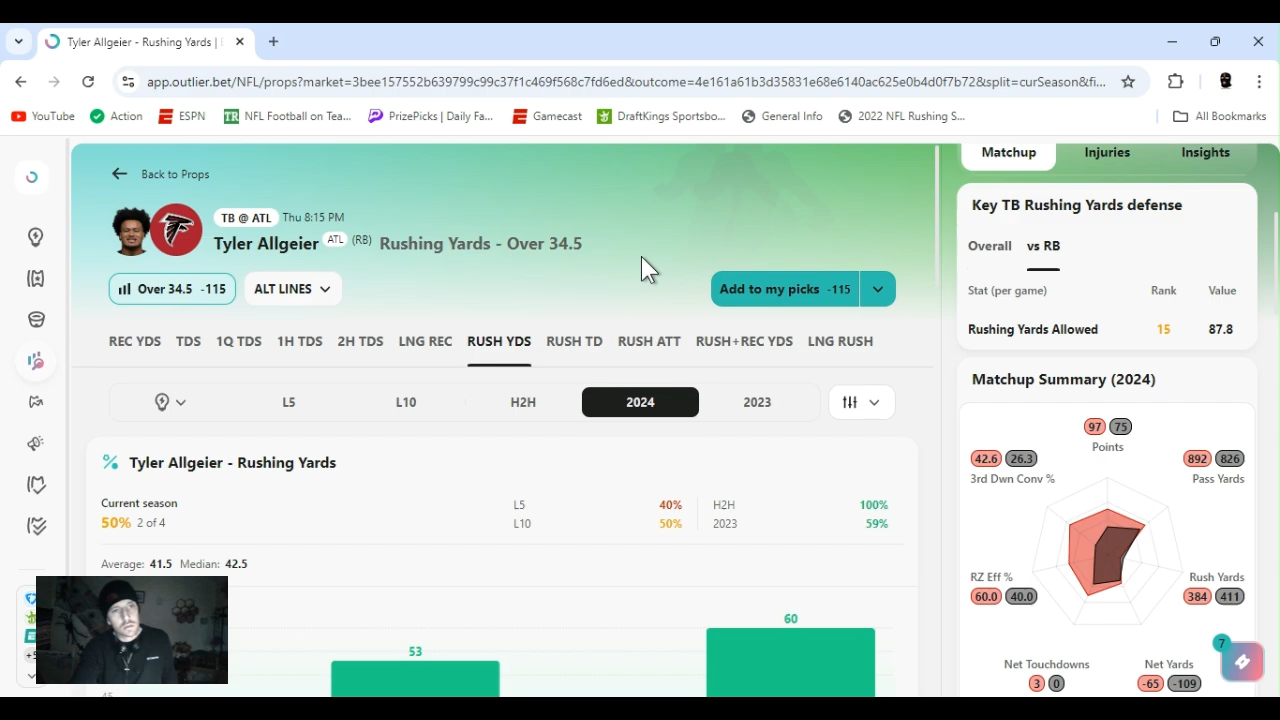 Tyler Allgeier - Rushing Yards |
app.outlier.bet/NFL/props?market=3bee157552b639799c99c37f1c469f568c7fd6ed&outcome=4e161a61b3d35831e68e6140ac625e0b4d0f7b72&split=curSeason&fi...
YouTube Action ESPN NFL Football on Tea... PrizePicks | Daily Fa... Gamecast DraftKings Sportsbo... General Info 2022 NFL Rushing S... All Bookmarks
Back to Props
TB @ ATL Thu 8:15 PM
Tyler Allgeier ATL (RB) Rushing Yards - Over 34.5
Over 34.5 -115 ALT LINES Add to my picks -115
REC YDS TDS 1Q TDS 1H TDS 2H TDS LNG REC RUSH YDS RUSH TD RUSH ATT RUSH+REC YDS LNG RUSH
L5 L10 H2H 2024 2023
Tyler Allgeier - Rushing Yards
Current season
50% 2 of 4
L5 40% H2H 100%
L10 50% 2023 59%
Average: 41.5 Median: 42.5
53
60
45
+5
Matchup Injuries Insights
Key TB Rushing Yards defense
Overall vs RB
Stat (per game) Rank Value
Rushing Yards Allowed 15 87.8
Matchup Summary (2024)
97 75
Points
42.6 26.3
3rd Dwn Conv %
892 826
Pass Yards
RZ Eff %
60.0 40.0
Rush Yards
384 411
Net Touchdowns
3 0
Net Yards
-65 -109
7